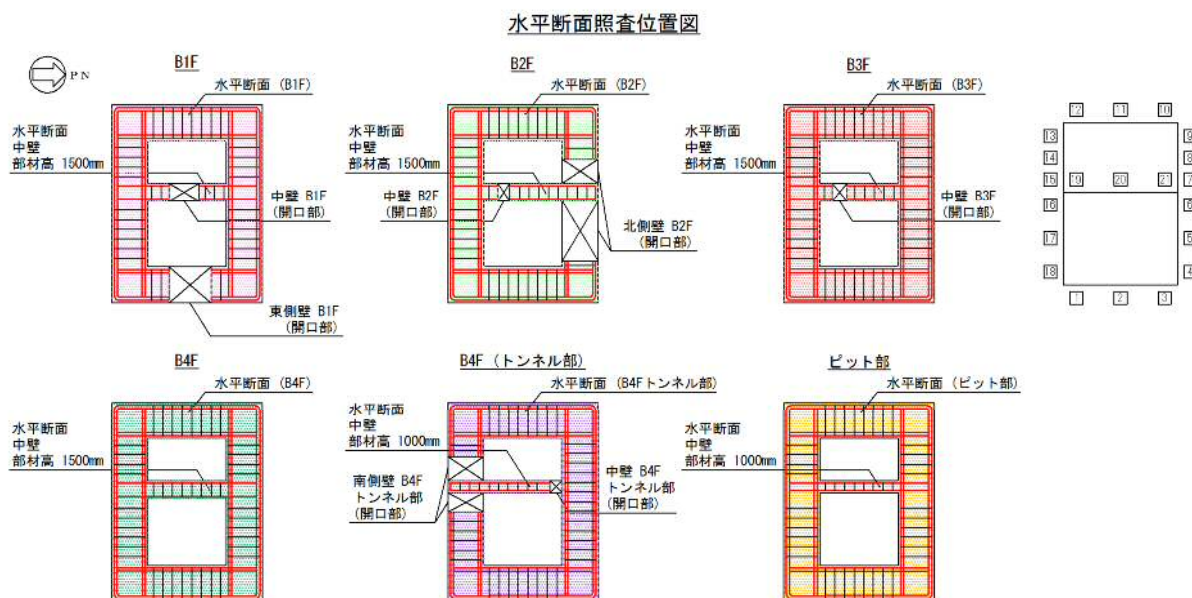 水平断面照査位置図
PN
B1F
水平断面 (B1F)
水平断面
中壁
部材高 1500mm
中壁 B1F
(開口部)
東側壁 B1F
(開口部)
B2F
水平断面 (B2F)
水平断面
中壁
部材高 1500mm
中壁 B2F
(開口部)
北側壁 B2F
(開口部)
B3F
水平断面 (B3F)
水平断面
中壁
部材高 1500mm
中壁 B3F
(開口部)
12 11 10
13 9
14 8
15 19 20 21 7
16 6
17 5
18 4
1 2 3
B4F
水平断面 (B4F)
水平断面
中壁
部材高 1500mm
B4F (トンネル部)
水平断面 (B4Fトンネル部)
水平断面
中壁
部材高 1000mm
南側壁 B4F
トンネル部
(開口部)
中壁 B4F
トンネル部
(開口部)
ピット部
水平断面 (ピット部)
水平断面
中壁
部材高 1000mm